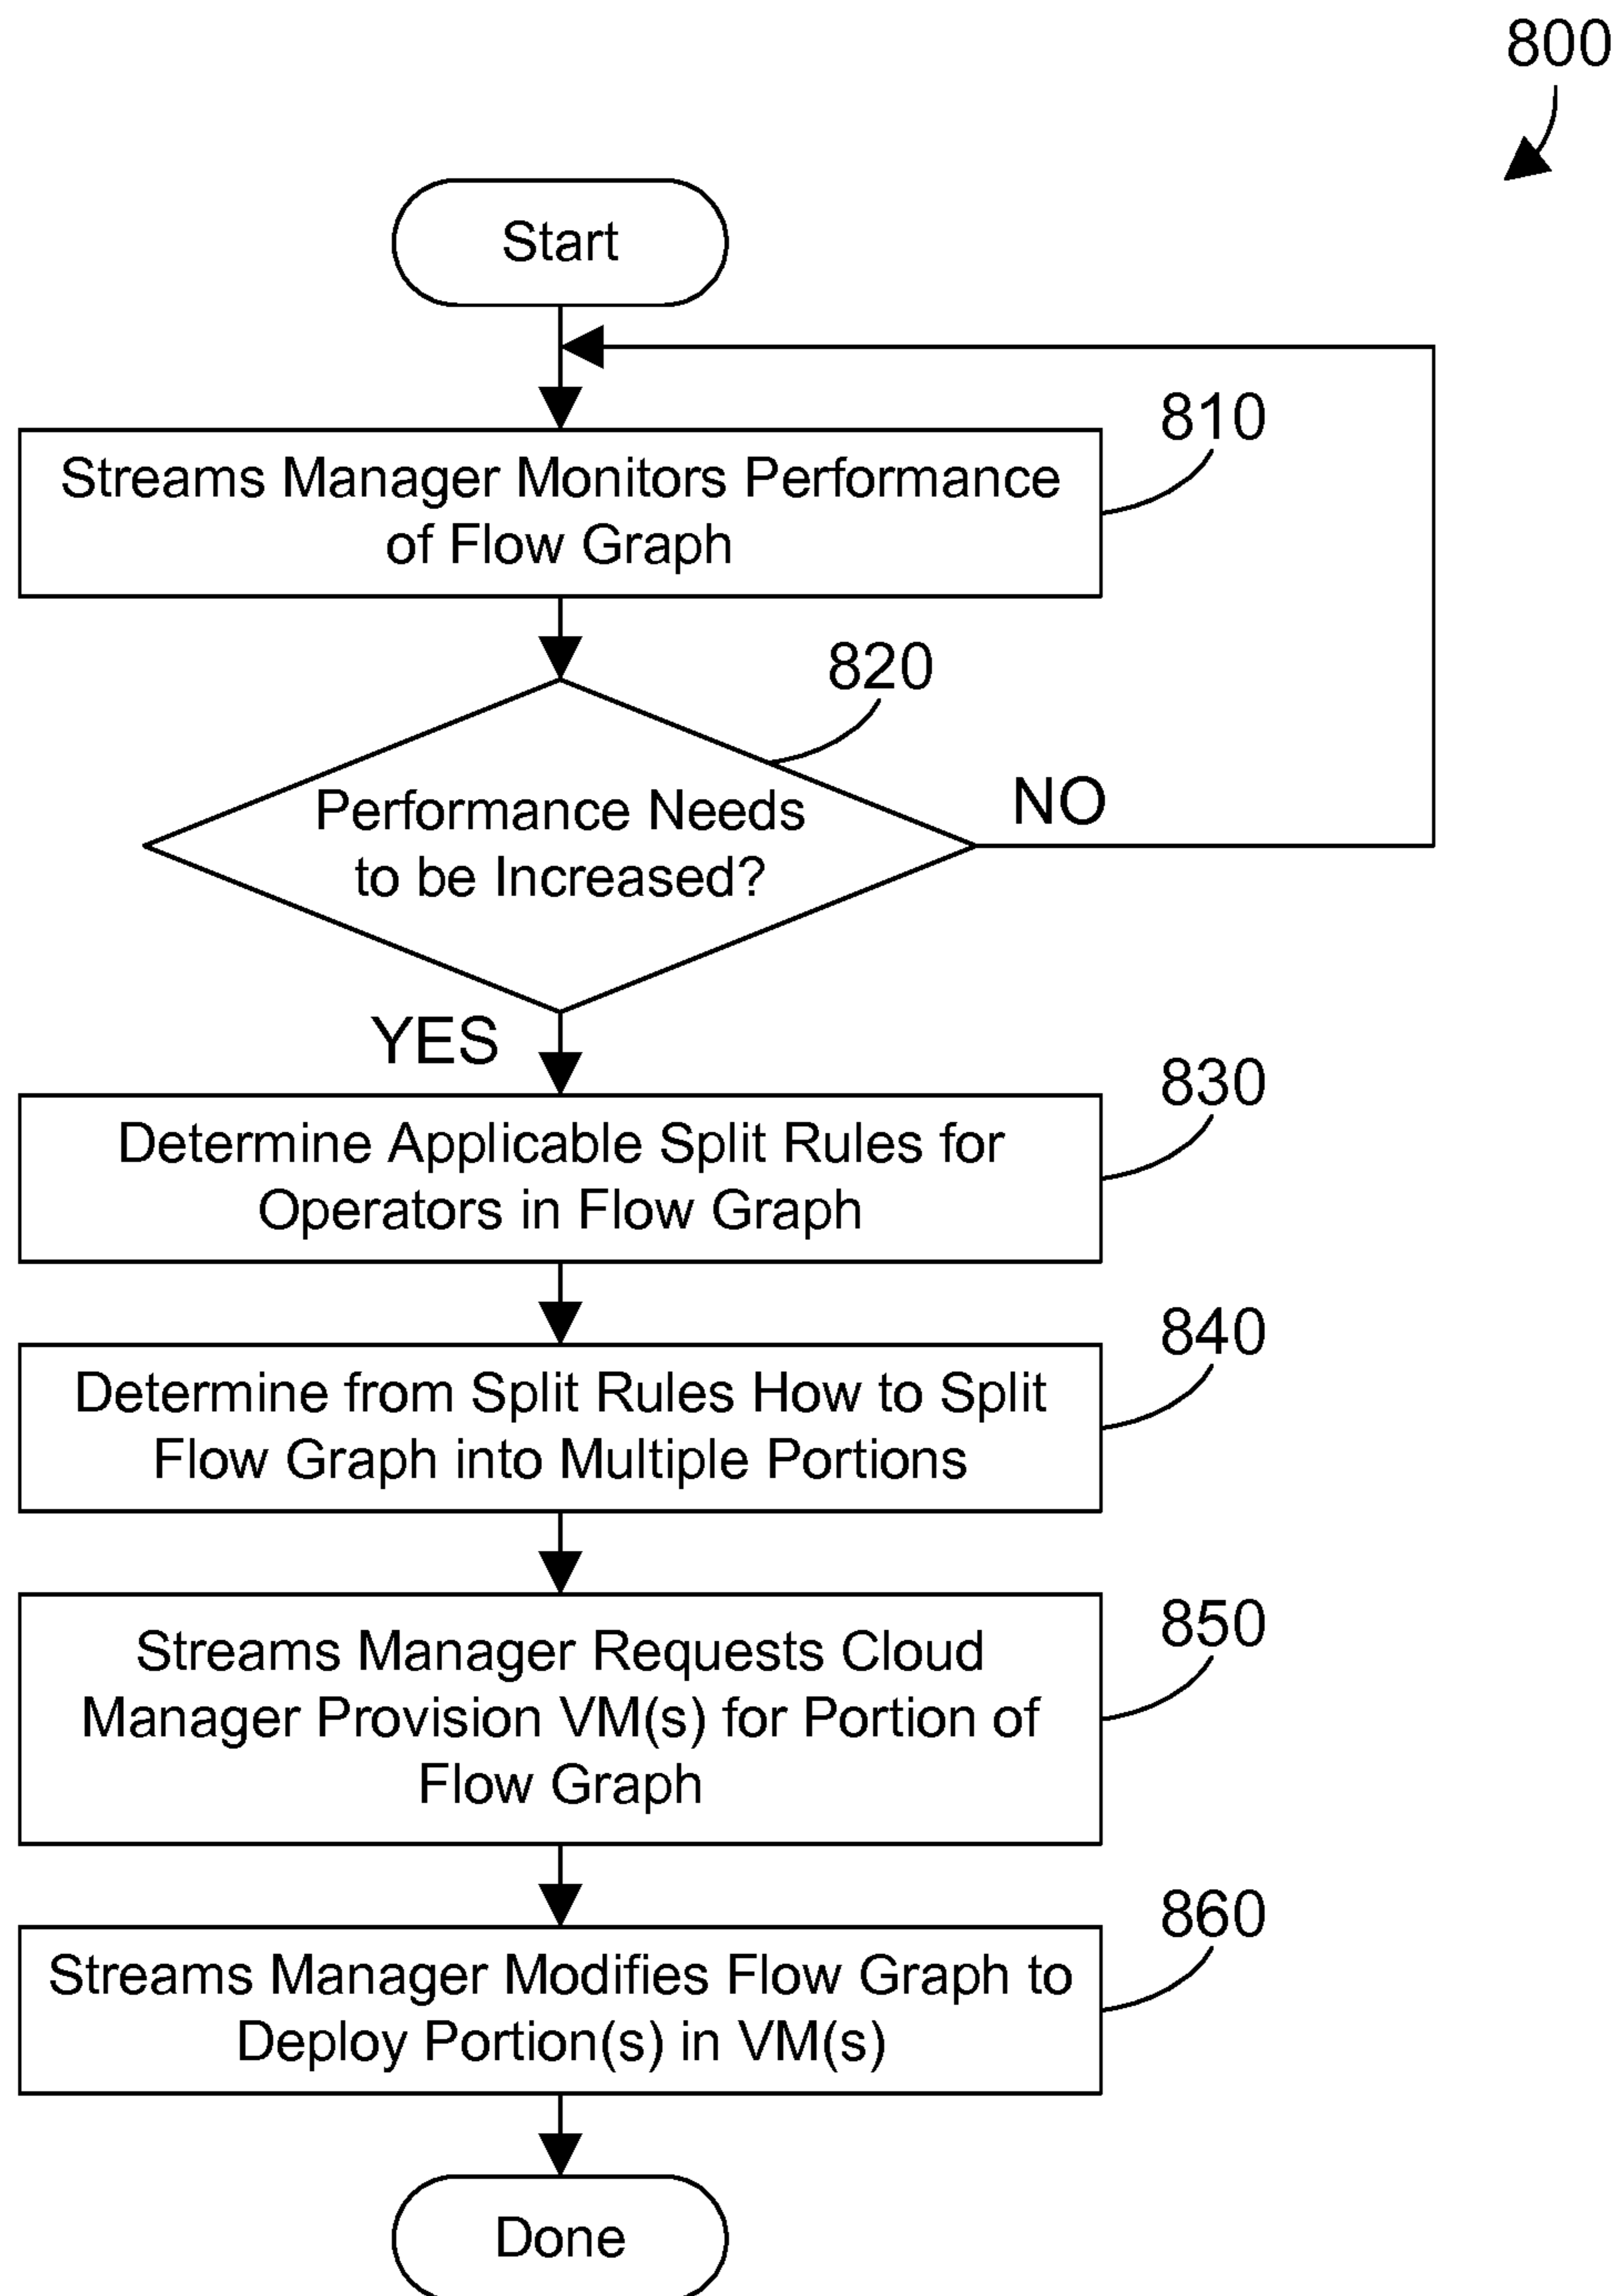 800
Start
810
Streams Manager Monitors Performance
of Flow Graph
820
Performance Needs
to be Increased?
NO
YES
830
Determine Applicable Split Rules for
Operators in Flow Graph
840
Determine from Split Rules How to Split
Flow Graph into Multiple Portions
850
Streams Manager Requests Cloud
Manager Provision VM(s) for Portion of
Flow Graph
860
Streams Manager Modifies Flow Graph to
Deploy Portion(s) in VM(s)
Done